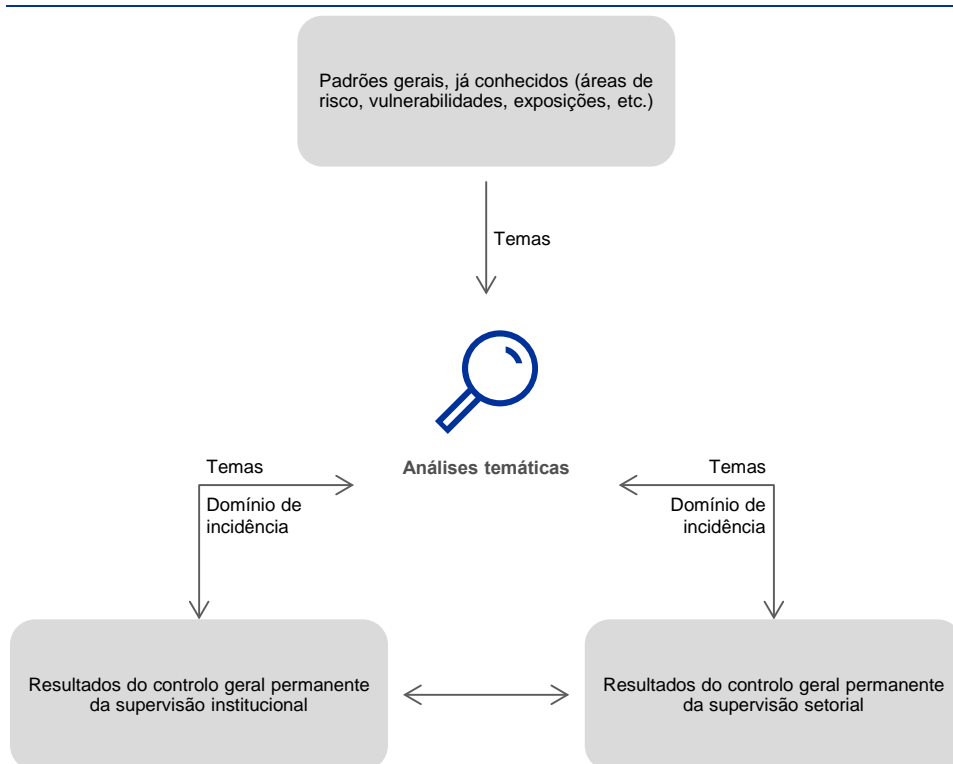 Padrões gerais, já conhecidos (áreas de
risco, vulnerabilidades, exposições, etc.)
Temas
Análises temáticas
Temas
Domínio de
incidência
Temas
Domínio de
incidência
Resultados do controlo geral permanente
da supervisão institucional
Resultados do controlo geral permanente
da supervisão setorial